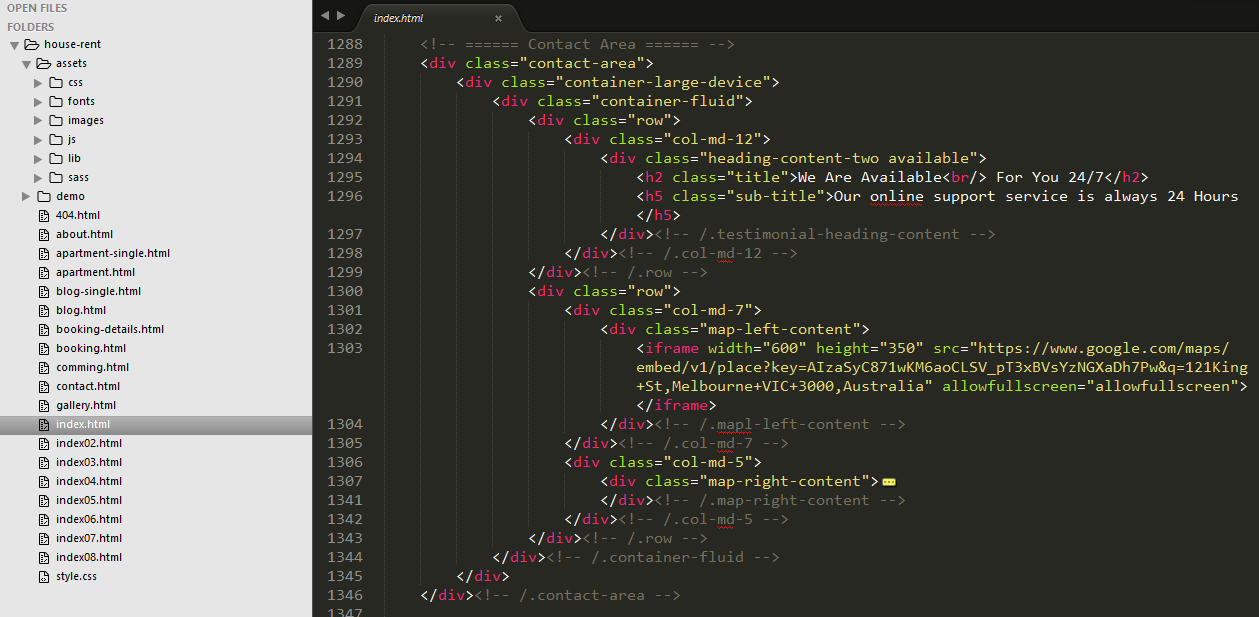 OPEN FILES
FOLDERS
house-rent
assets
css
fonts
images
js
lib
sass
demo
404.html
about.html
apartment-single.html
apartment.html
blog-single.html
blog.html
booking-details.html
booking.html
comming.html
contact.html
gallery.html
index.html
index02.html
index03.html
index04.html
index05.html
index06.html
index07.html
index08.html
style.css
index.html ×
1288 <!-- ====== Contact Area ====== -->
1289 <div class="contact-area">
1290 <div class="container-large-device">
1291 <div class="container-fluid">
1292 <div class="row">
1293 <div class="col-md-12">
1294 <div class="heading-content-two available">
1295 <h2 class="title">We Are Available<br/> For You 24/7</h2>
1296 <h5 class="sub-title">Our online support service is always 24 Hours
</h5>
1297 </div><!-- /.testimonial-heading-content -->
1298 </div><!-- /.col-md-12 -->
1299 </div><!-- /.row -->
1300 <div class="row">
1301 <div class="col-md-7">
1302 <div class="map-left-content">
1303 <iframe width="600" height="350" src="https://www.google.com/maps/
embed/v1/place?key=AIzaSyC871wKM6aoCLSV_pT3xBVsYzNGXaDh7Pw&q=121King
+St,Melbourne+VIC+3000,Australia" allowfullscreen="allowfullscreen">
</iframe>
1304 </div><!-- /.mapl-left-content -->
1305 </div><!-- /.col-md-7 -->
1306 <div class="col-md-5">
1307 <div class="map-right-content">
1341 </div><!-- /.map-right-content -->
1342 </div><!-- /.col-md-5 -->
1343 </div><!-- /.row -->
1344 </div><!-- /.container-fluid -->
1345 </div>
1346 </div><!-- /.contact-area -->
1347